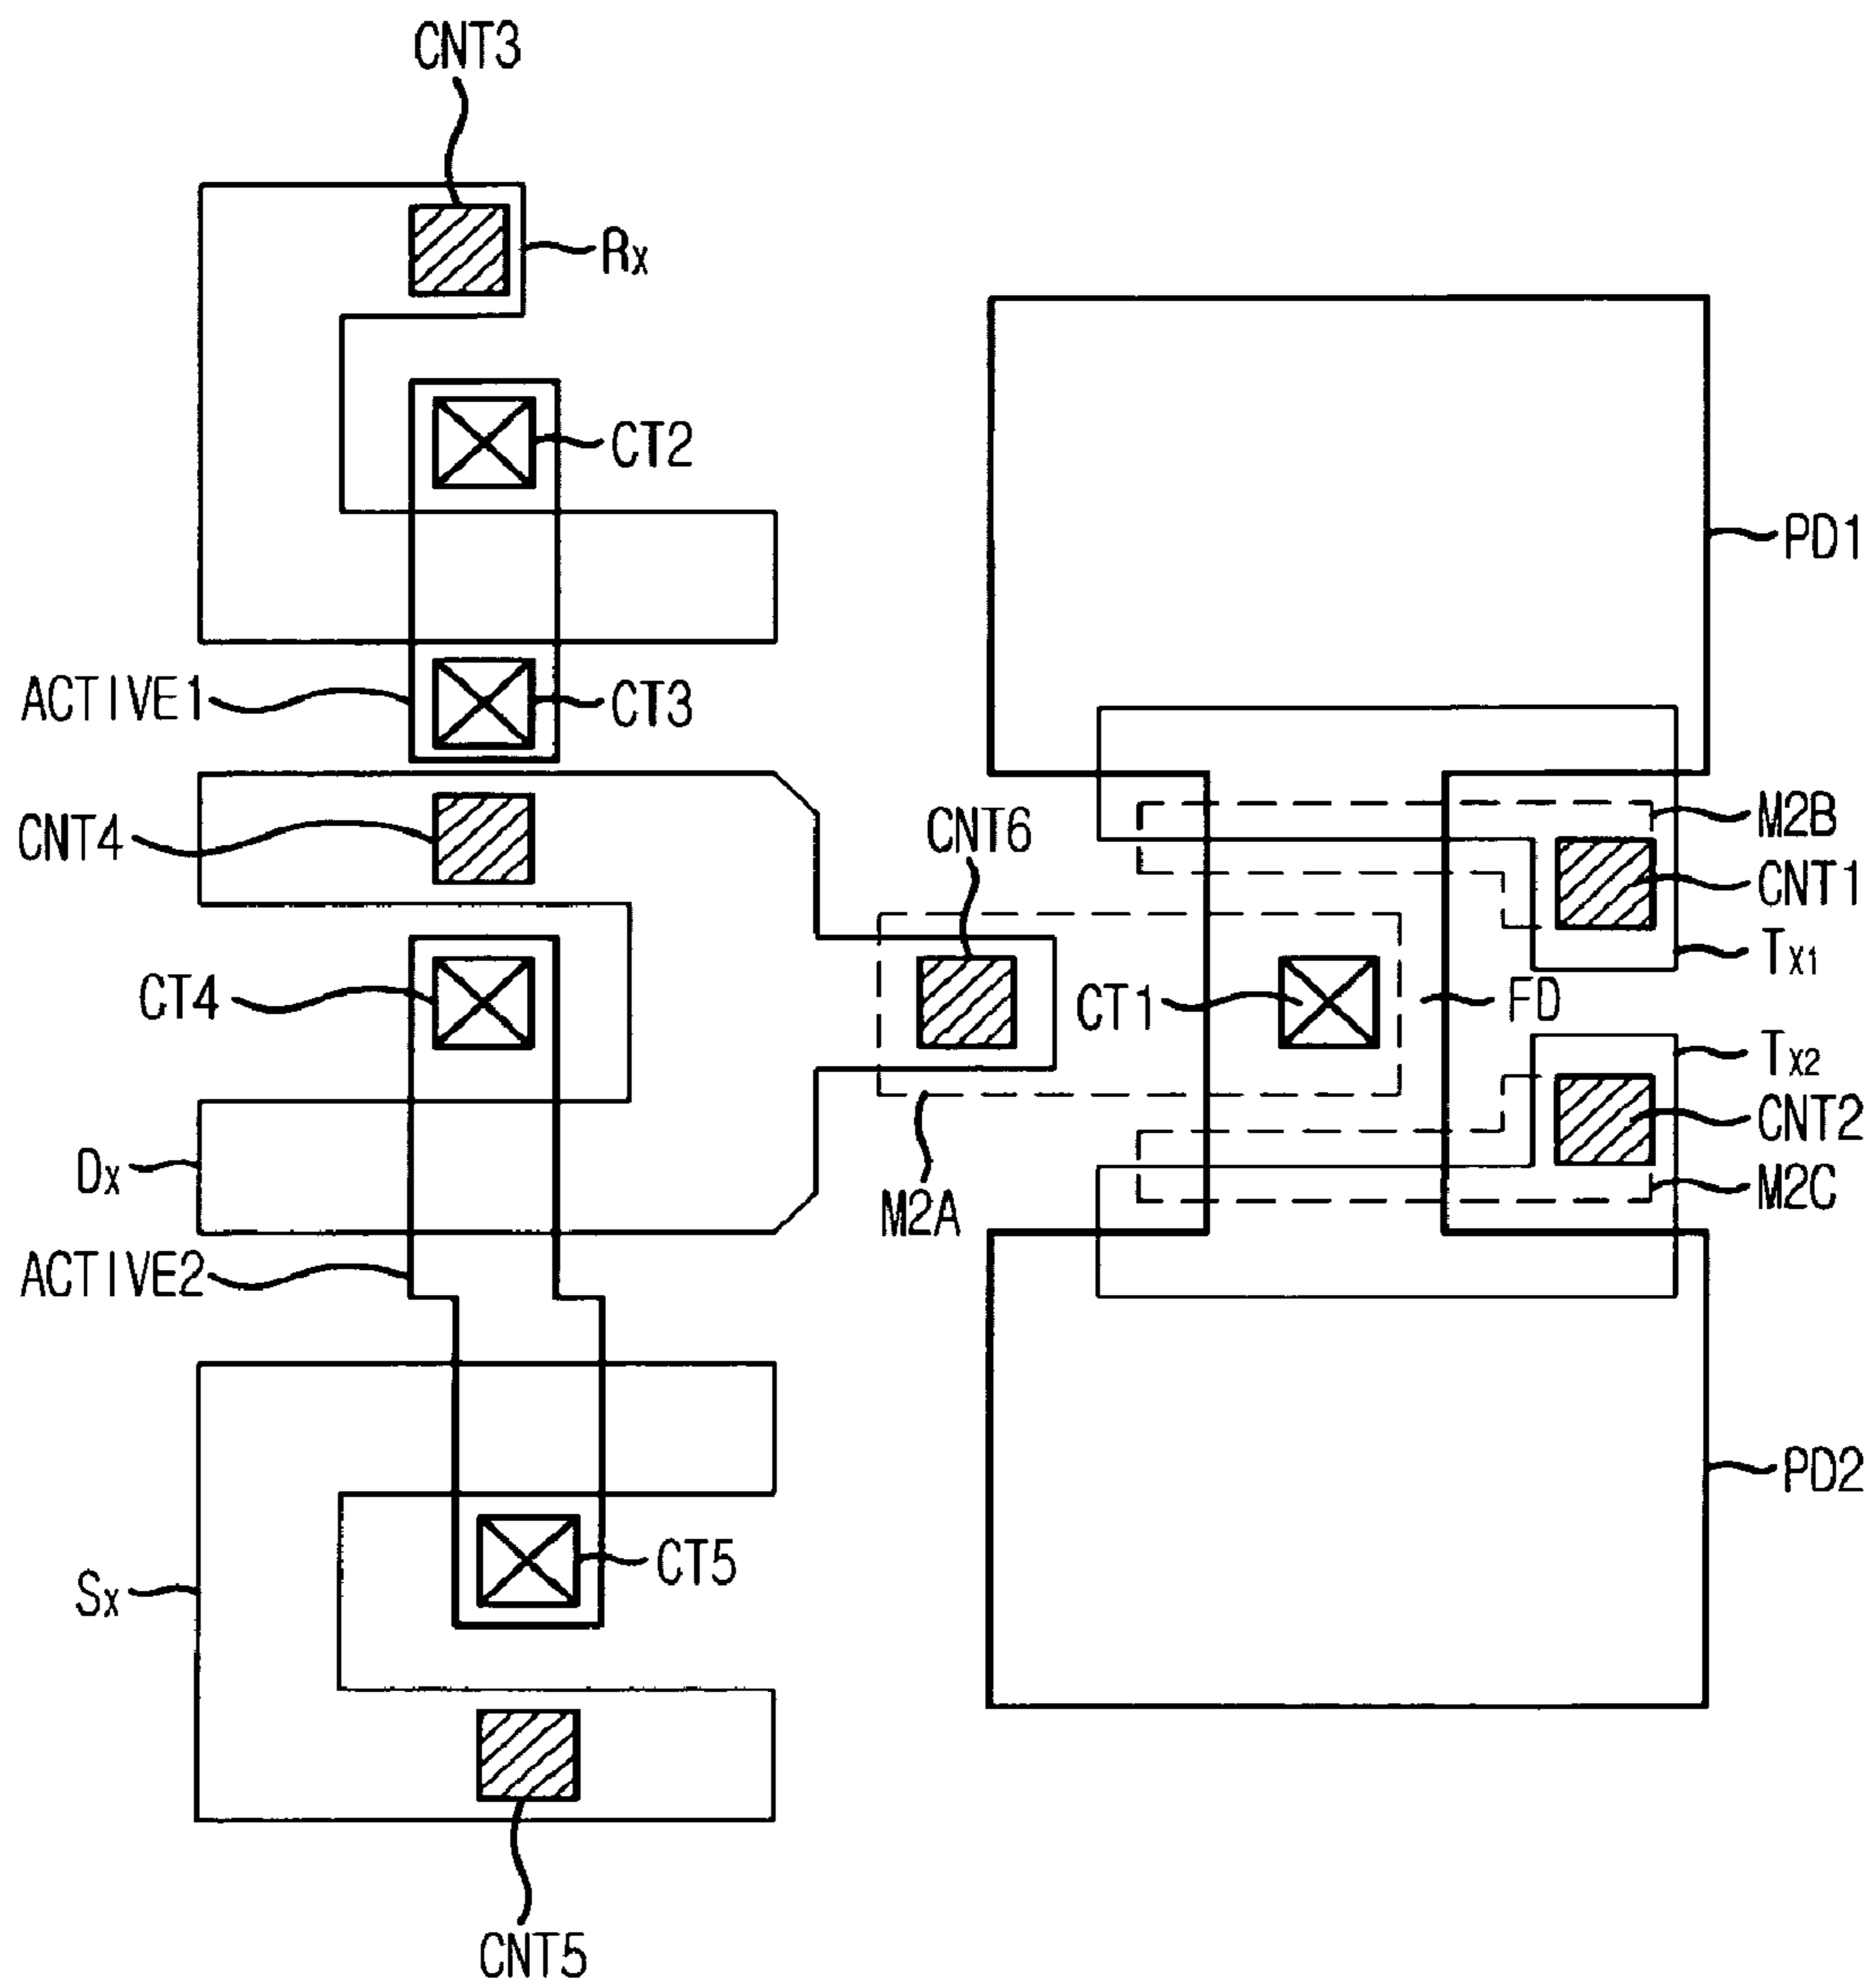 CNT3
Rx
CT2
PD1
ACTIVE1
CT3
M2B
CNT4
CNT6
CNT1
Tx1
CT4
CT1
FD
Tx2
CNT2
Dx
M2A
M2C
ACTIVE2
PD2
CT5
Sx
CNT5